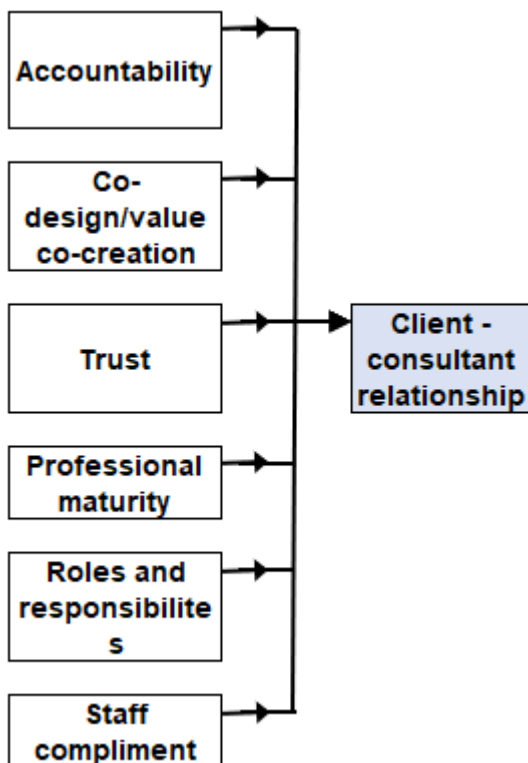 Accountability
Co-
design/value
co-creation
Trust
Client -
consultant
relationship
Professional
maturity
Roles and
responsibilite
s
Staff
compliment